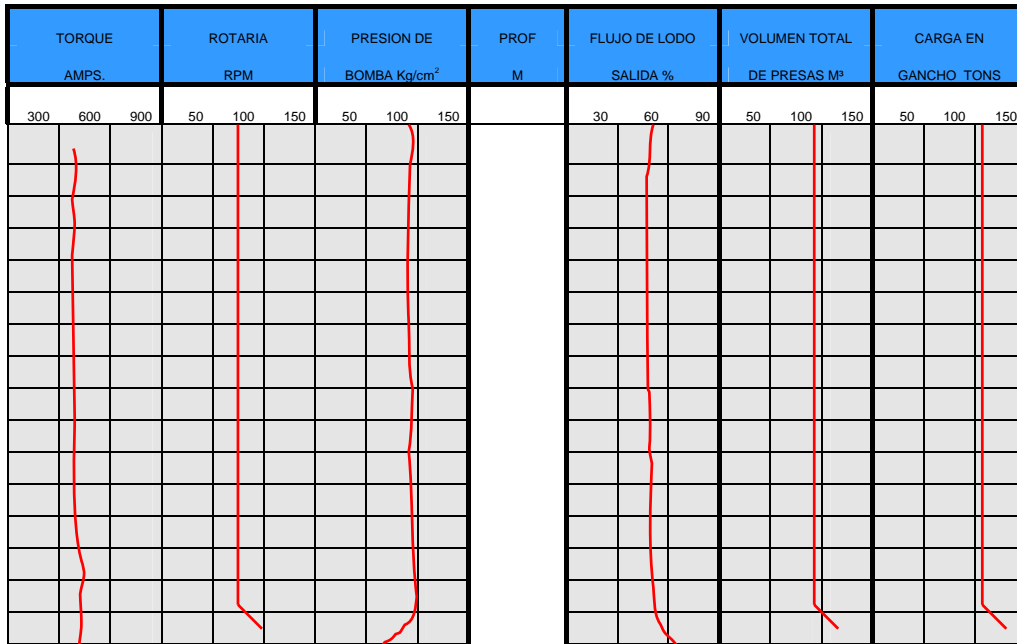 TORQUE ROTARIA PRESION DE PROF FLUJO DE LODO VOLUMEN TOTAL CARGA EN
AMPS. RPM BOMBA Kg/cm² M SALIDA % DE PRESAS M³ GANCHO TONS
300 600 900 50 100 150 50 100 150 30 60 90 50 100 150 50 100 150